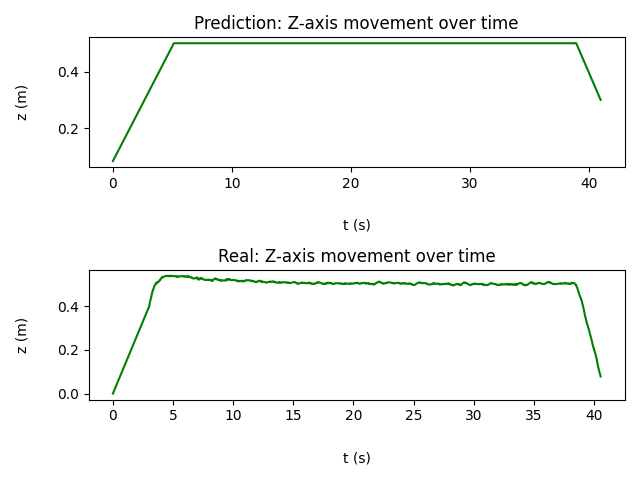 Prediction: Z-axis movement over time
z (m)
0.4
0.2
0 10 20 30 40
t (s)
Real: Z-axis movement over time
z (m)
0.4
0.2
0.0
0 5 10 15 20 25 30 35 40
t (s)